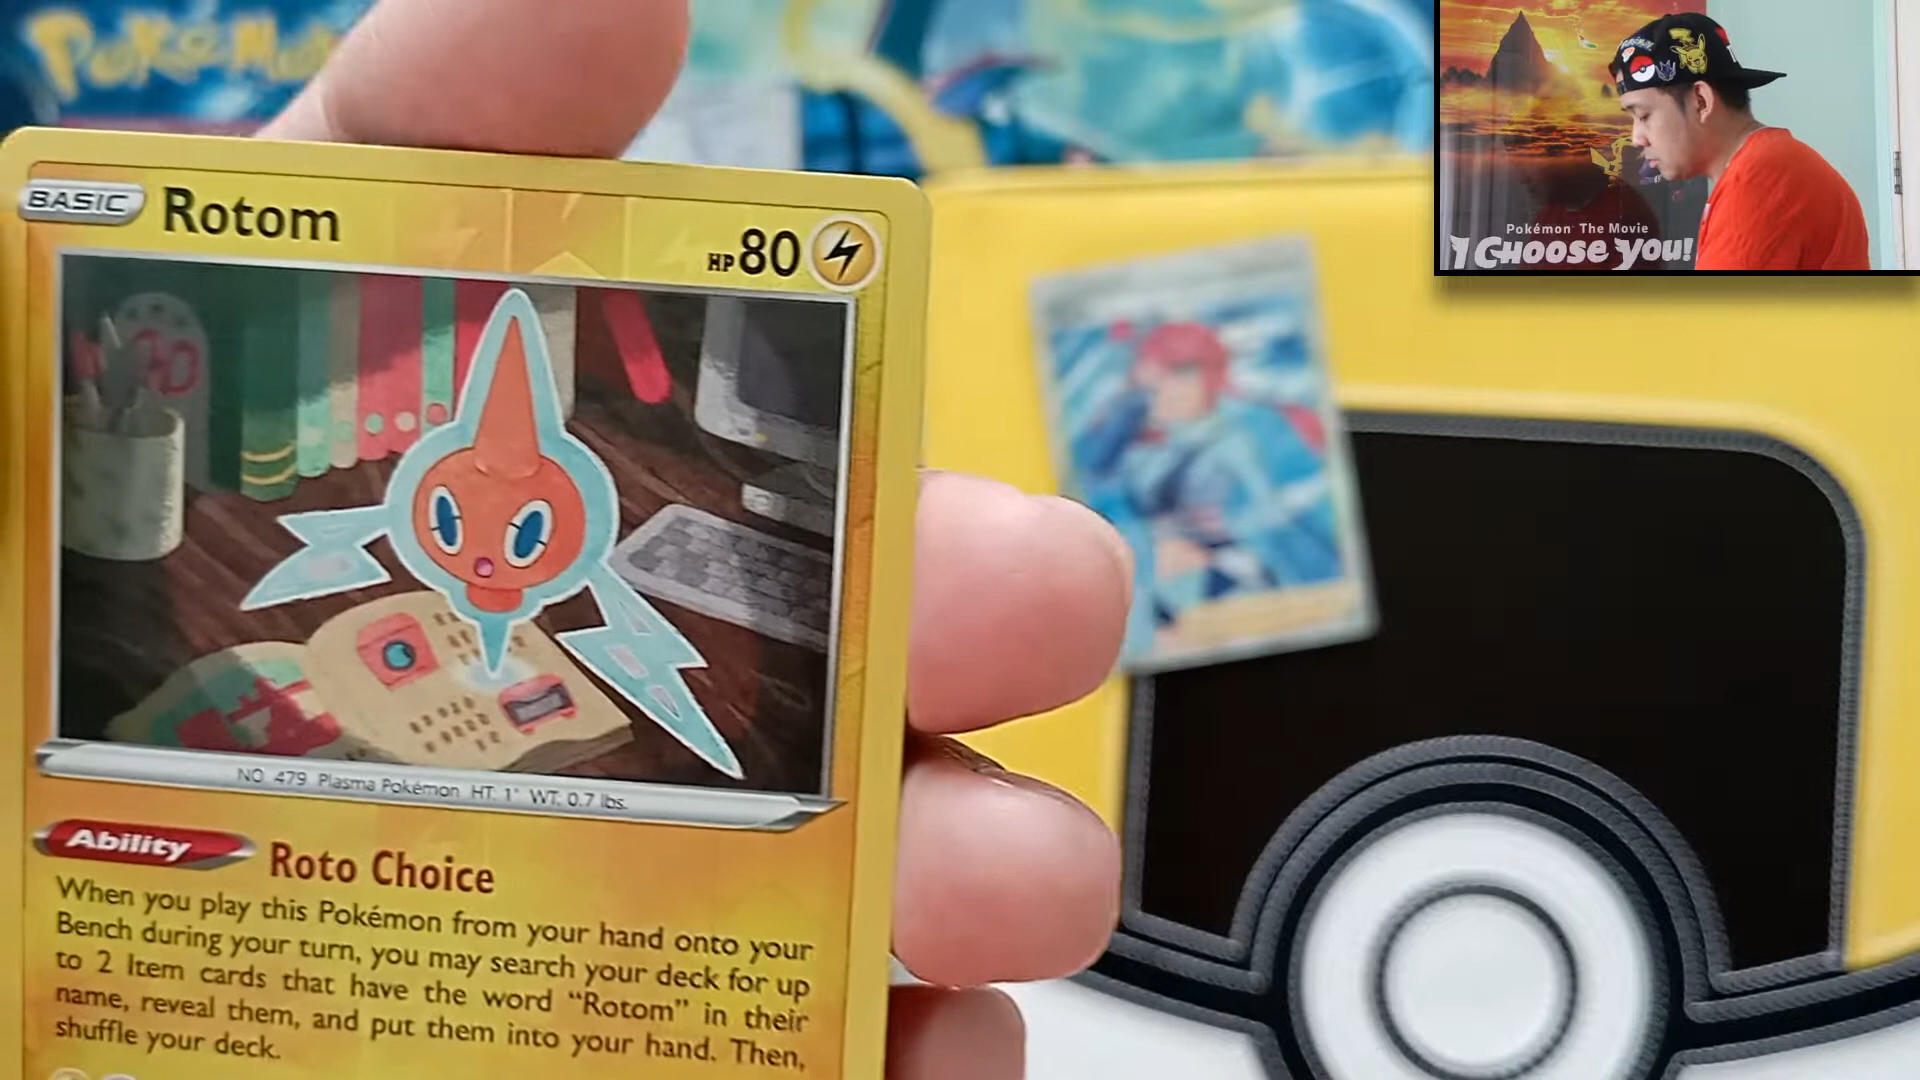 Pokémon
BASIC Rotom
HP 80
NO. 479 Plasma Pokémon HT. 1' WT. 0.7 lbs.
Ability Roto Choice
When you play this Pokémon from your hand onto your
Bench during your turn, you may search your deck for up
to 2 Item cards that have the word “Rotom” in their
name, reveal them, and put them into your hand. Then,
shuffle your deck.
Pokémon The Movie
I Choose You!